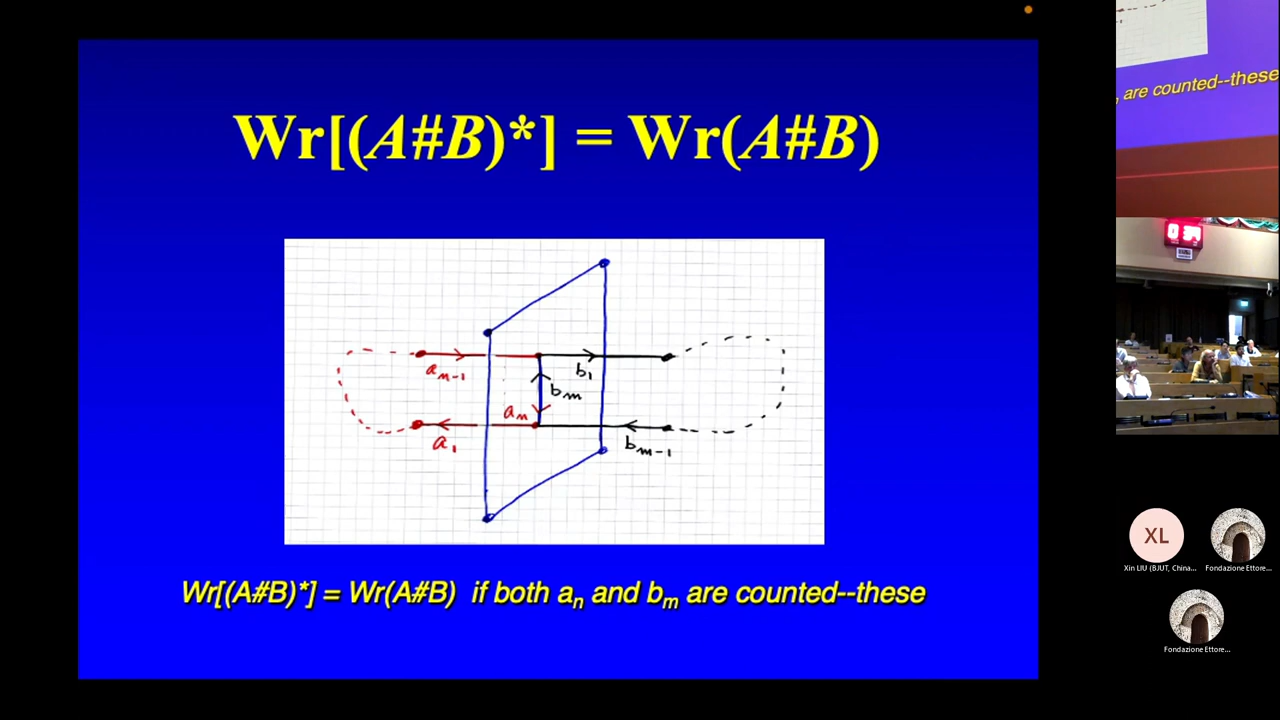 Wr[(A#B)*] = Wr(A#B)
a_{n-1}
b_1
b_m
a_n
a_1
b_{m-1}
Wr[(A#B)*] = Wr(A#B) if both a_n and b_m are counted--these
are counted--these
XL
Xin LIU (BJUT, China...
Fondazione Ettore...
Fondazione Ettore...